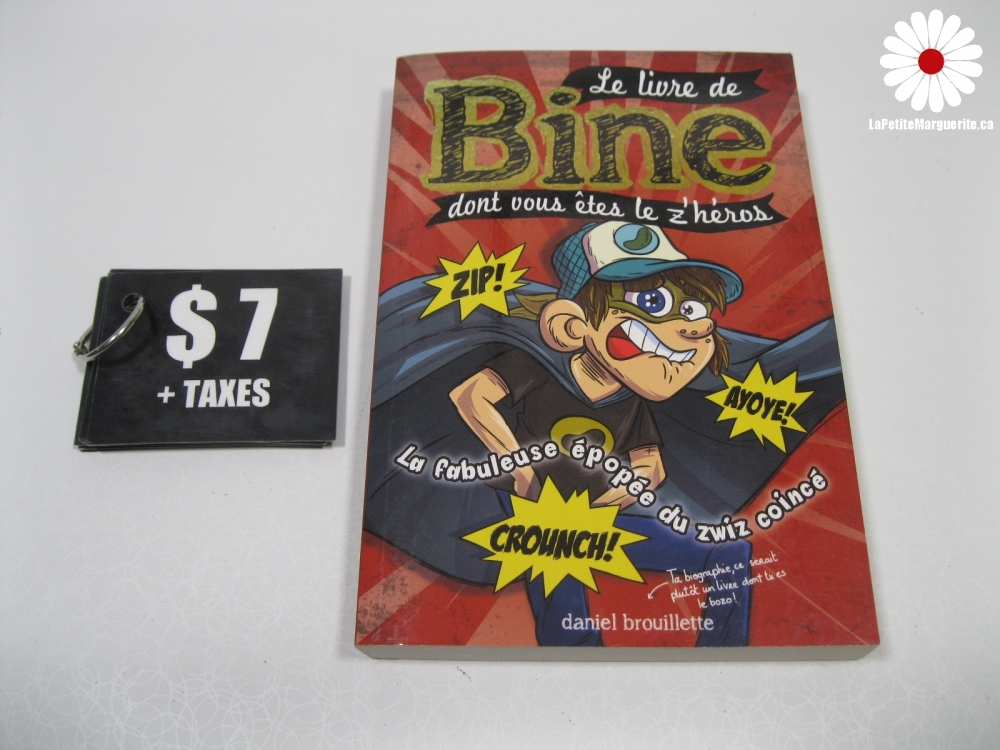 LaPetiteMarguerite.ca
$ 7
+ TAXES
Le livre de
Bine
dont vous êtes le z'héros
ZIP!
AYOYE!
La fabuleuse épopée du zwiz coincé
CROUNCH!
Ta biographie, ce serait
plutôt un livre dont tu es
le bozo!
daniel brouillette